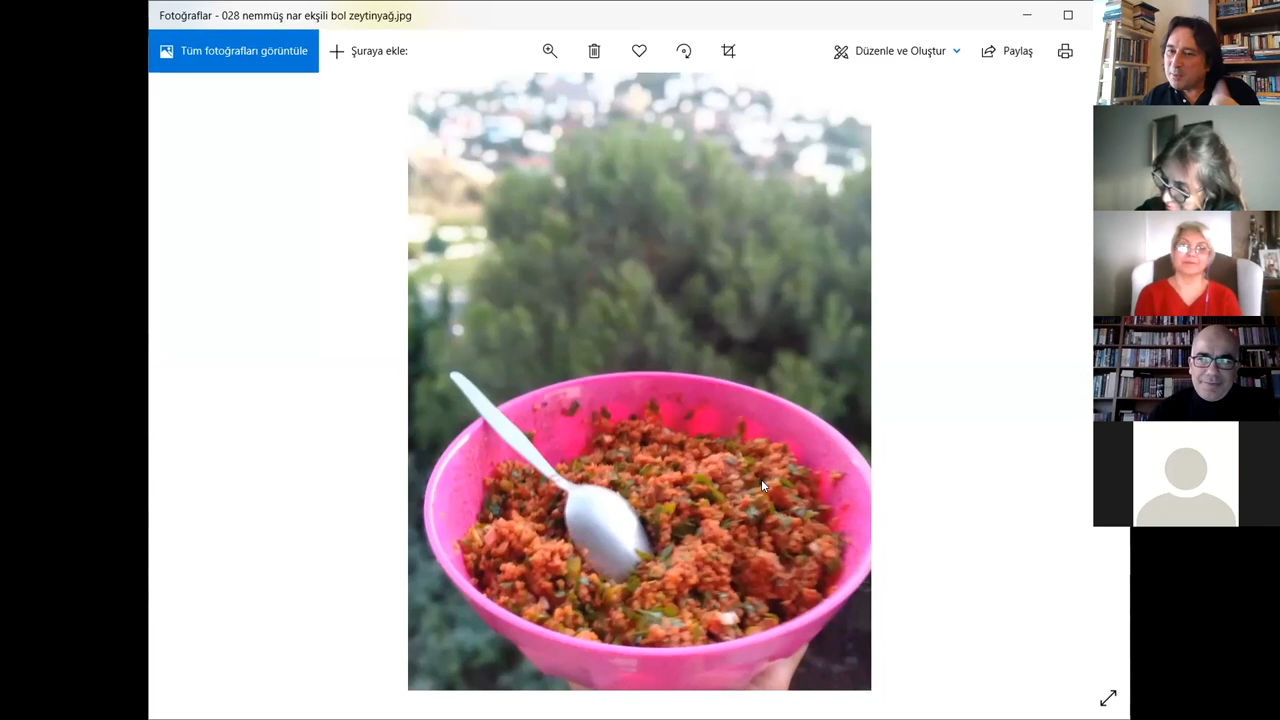 Fotoğraflar - 028 nemmüş nar ekşili bol zeytinyağ.jpg
Tüm fotoğrafları görüntüle
Şuraya ekle:
Düzenle ve Oluştur
Paylaş